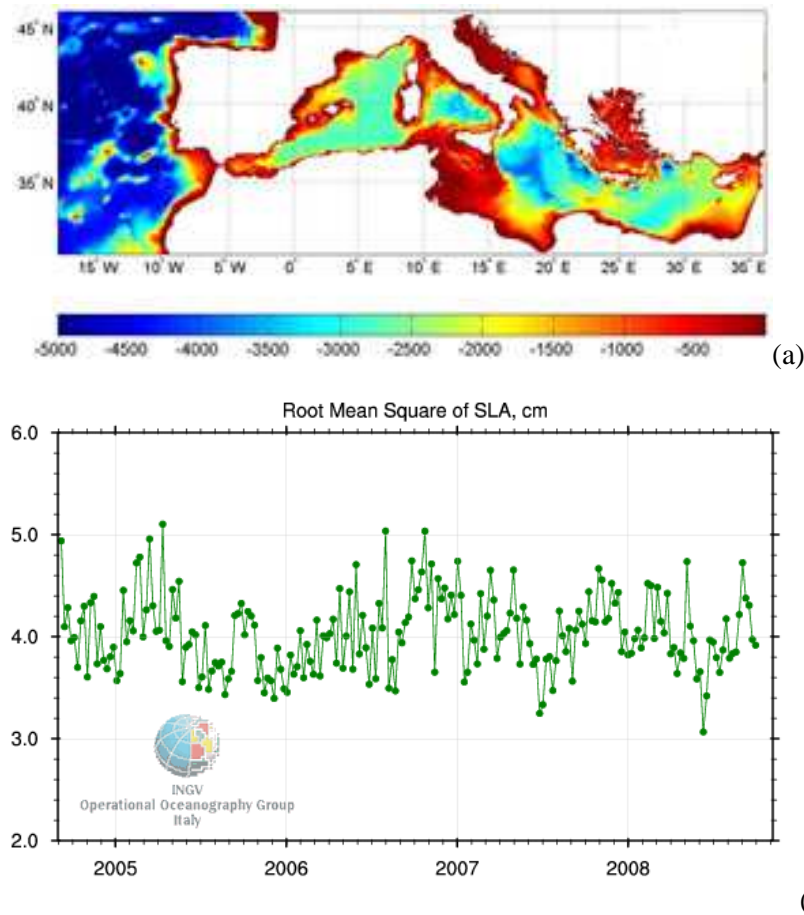 45° N
40° N
35° N
15° W 10° W 5° W 0° 5° E 10° E 15° E 20° E 25° E 30° E 35° E
-5000 -4500 -4000 -3500 -3000 -2500 -2000 -1500 -1000 -500
(a)
Root Mean Square of SLA, cm
6.0
5.0
4.0
3.0
2.0
INGV
Operational Oceanography Group
Italy
2005 2006 2007 2008
(